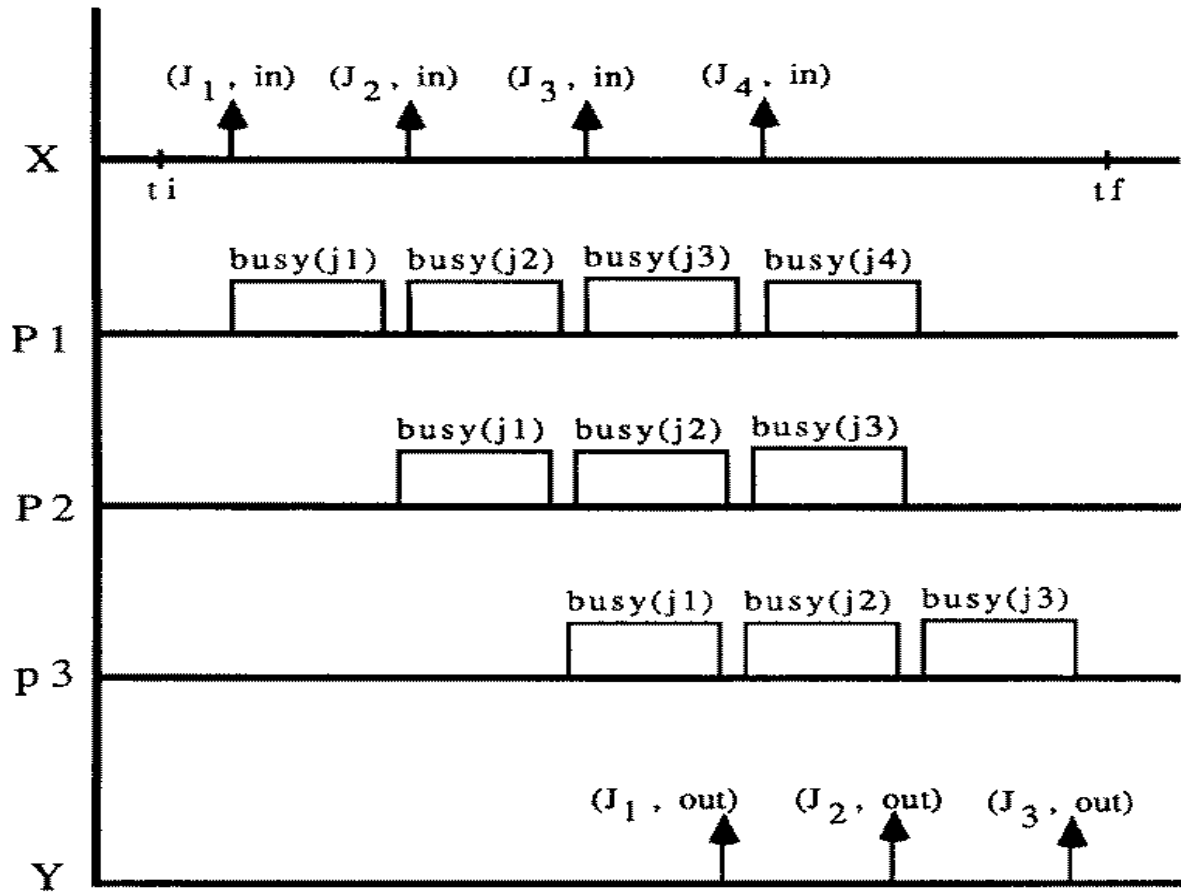 (J1, in) (J2, in) (J3, in) (J4, in)
X
ti tf
busy(j1) busy(j2) busy(j3) busy(j4)
P1
busy(j1) busy(j2) busy(j3)
P2
busy(j1) busy(j2) busy(j3)
p3
(J1, out) (J2, out) (J3, out)
Y